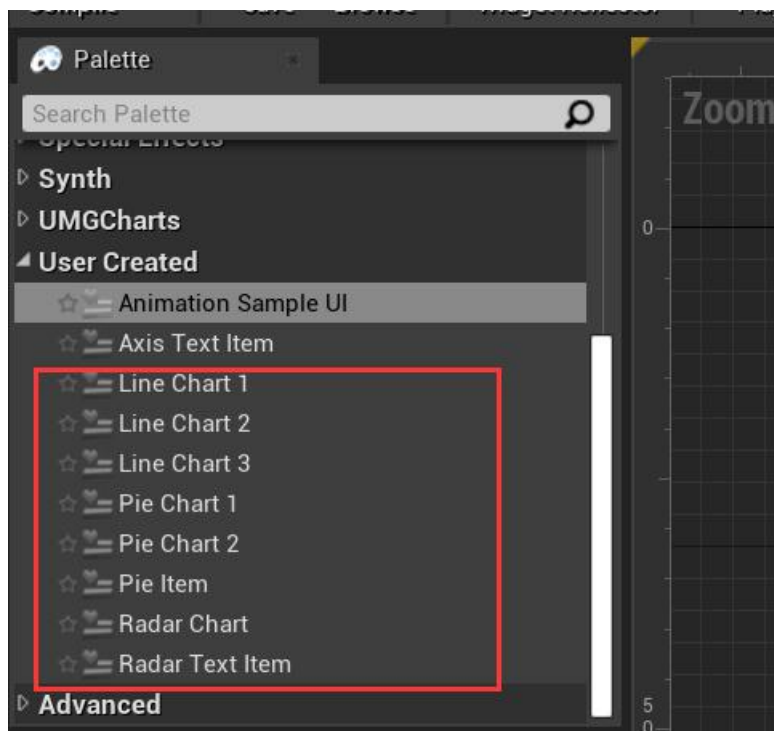 Palette
Search Palette
Zoom
Special Effects
Synth
UMGCharts
0
User Created
Animation Sample UI
Axis Text Item
Line Chart 1
Line Chart 2
Line Chart 3
Pie Chart 1
Pie Chart 2
Pie Item
Radar Chart
Radar Text Item
Advanced
5
0